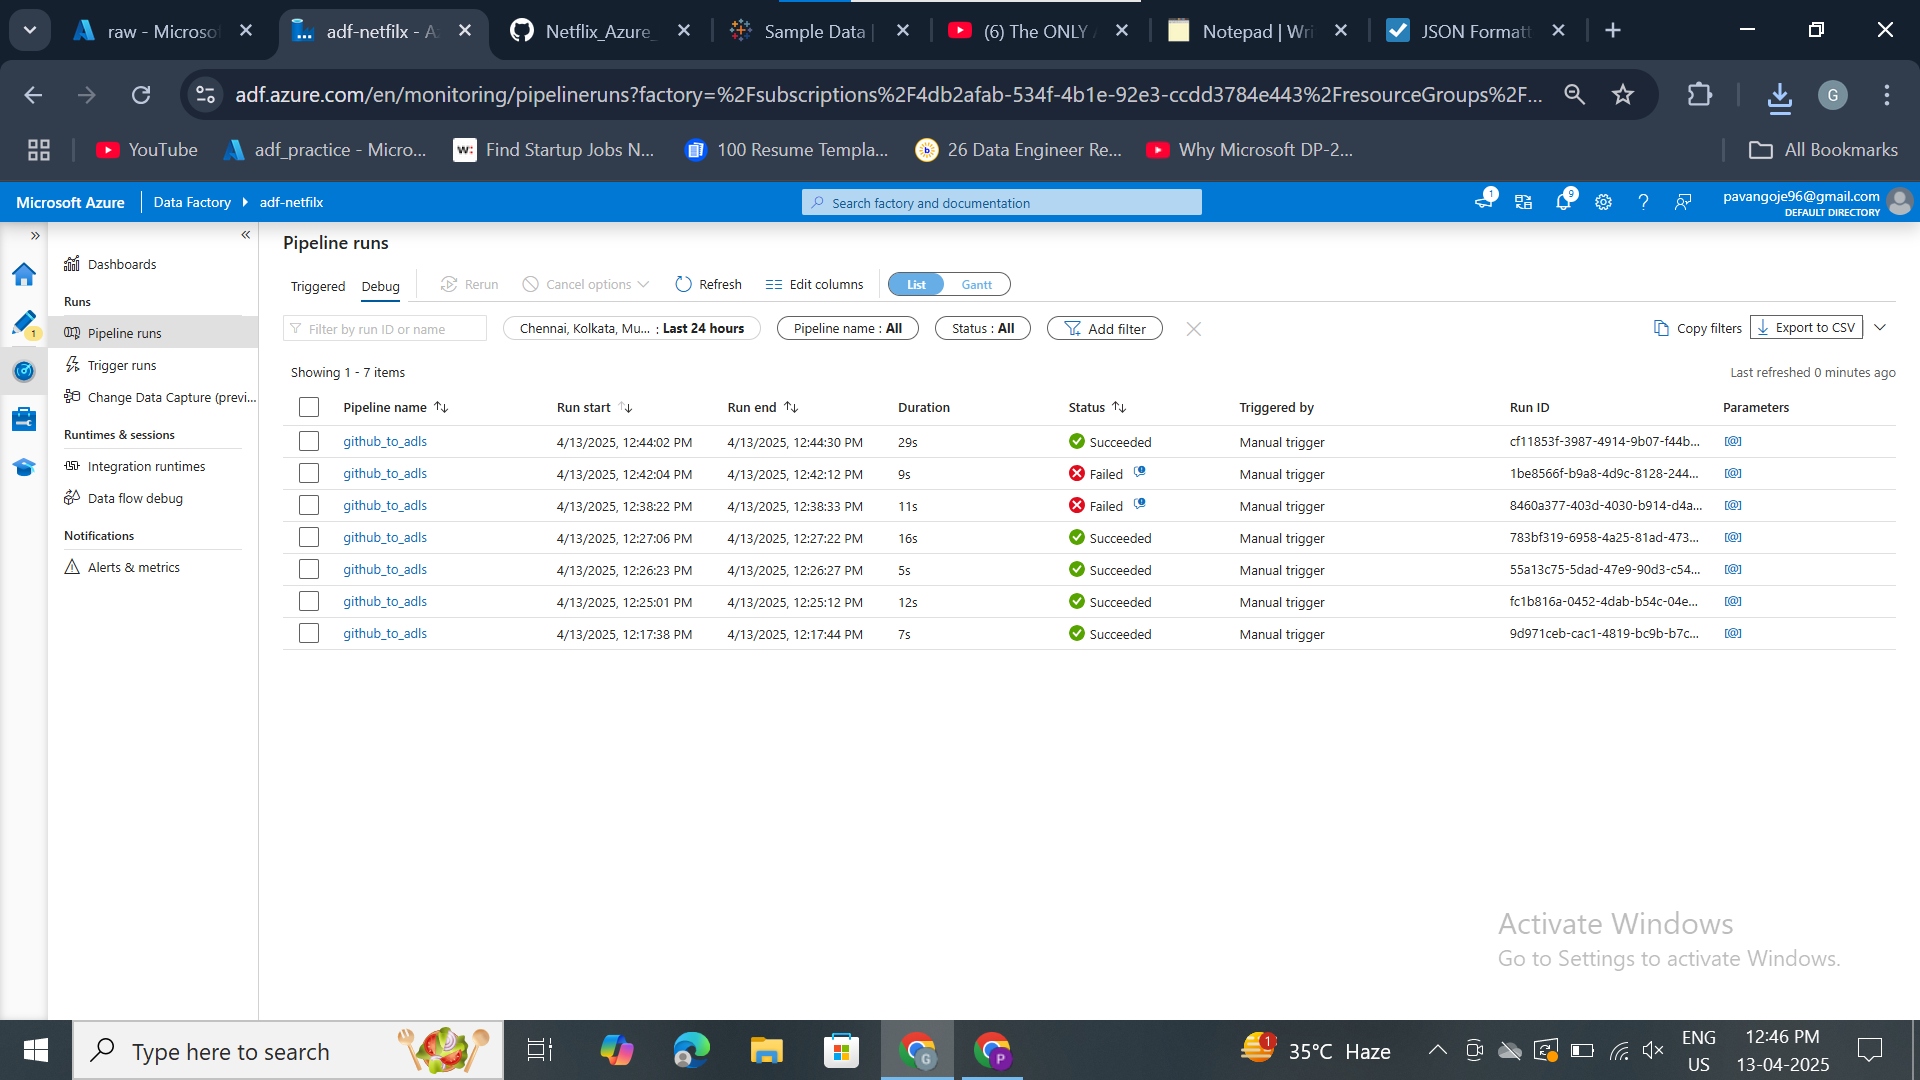 raw - Microsof
adf-netfilx - A
Netflix_Azure_
Sample Data |
(6) The ONLY A
Notepad | Wri
JSON Formatt
adf.azure.com/en/monitoring/pipelineruns?factory=%2Fsubscriptions%2F4db2afab-534f-4b1e-92e3-ccdd3784e443%2FresourceGroups%2F...
G
YouTube
adf_practice - Micro...
w:
Find Startup Jobs N...
100 Resume Templa...
b
26 Data Engineer Re...
Why Microsoft DP-2...
All Bookmarks
Microsoft Azure
Data Factory
adf-netfilx
Search factory and documentation
1
9
pavangoje96@gmail.com
DEFAULT DIRECTORY
1
Dashboards
Runs
Pipeline runs
Trigger runs
Change Data Capture (previ...
Runtimes & sessions
Integration runtimes
Data flow debug
Notifications
Alerts & metrics
Pipeline runs
Triggered
Debug
Rerun
Cancel options
Refresh
Edit columns
List
Gantt
Filter by run ID or name
Chennai, Kolkata, Mu... : Last 24 hours
Pipeline name : All
Status : All
Add filter
Copy filters
Export to CSV
Showing 1 - 7 items
Last refreshed 0 minutes ago
Pipeline name Run start Run end Duration Status Triggered by Run ID Parameters
github_to_adls 4/13/2025, 12:44:02 PM 4/13/2025, 12:44:30 PM 29s Succeeded Manual trigger cf11853f-3987-4914-9b07-f44b... [@]
github_to_adls 4/13/2025, 12:42:04 PM 4/13/2025, 12:42:12 PM 9s Failed Manual trigger 1be8566f-b9a8-4d9c-8128-244... [@]
github_to_adls 4/13/2025, 12:38:22 PM 4/13/2025, 12:38:33 PM 11s Failed Manual trigger 8460a377-403d-4030-b914-d4a... [@]
github_to_adls 4/13/2025, 12:27:06 PM 4/13/2025, 12:27:22 PM 16s Succeeded Manual trigger 783bf319-6958-4a25-81ad-473... [@]
github_to_adls 4/13/2025, 12:26:23 PM 4/13/2025, 12:26:27 PM 5s Succeeded Manual trigger 55a13c75-5dad-47e9-90d3-c54... [@]
github_to_adls 4/13/2025, 12:25:01 PM 4/13/2025, 12:25:12 PM 12s Succeeded Manual trigger fc1b816a-0452-4dab-b54c-04e... [@]
github_to_adls 4/13/2025, 12:17:38 PM 4/13/2025, 12:17:44 PM 7s Succeeded Manual trigger 9d971ceb-cac1-4819-bc9b-b7c... [@]
Activate Windows
Go to Settings to activate Windows.
Type here to search
G
P
1
35°C Haze
ENG
US
12:46 PM
13-04-2025